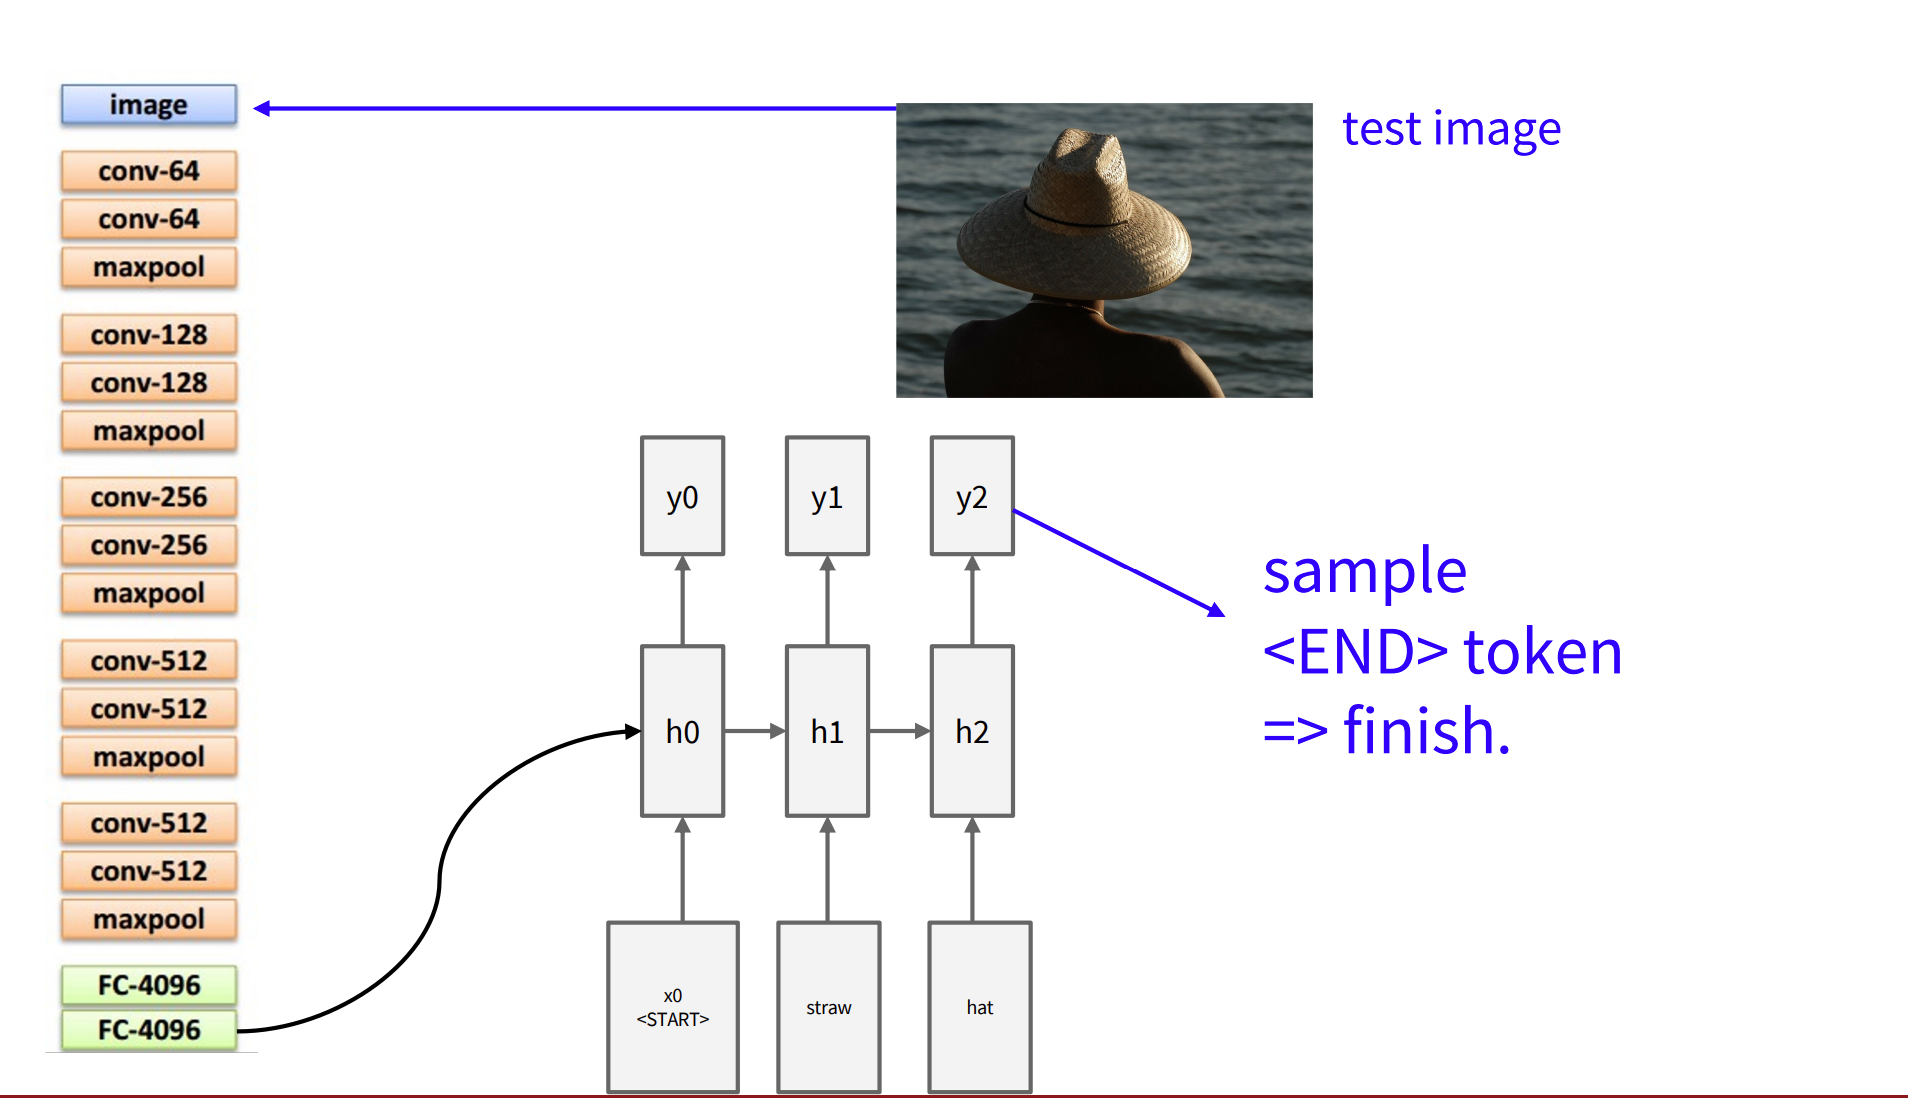 image
conv-64
conv-64
maxpool
conv-128
conv-128
maxpool
conv-256
conv-256
maxpool
conv-512
conv-512
maxpool
conv-512
conv-512
maxpool
FC-4096
FC-4096
test image
y0
y1
y2
sample
<END> token
=> finish.
h0
h1
h2
x0
<START>
straw
hat